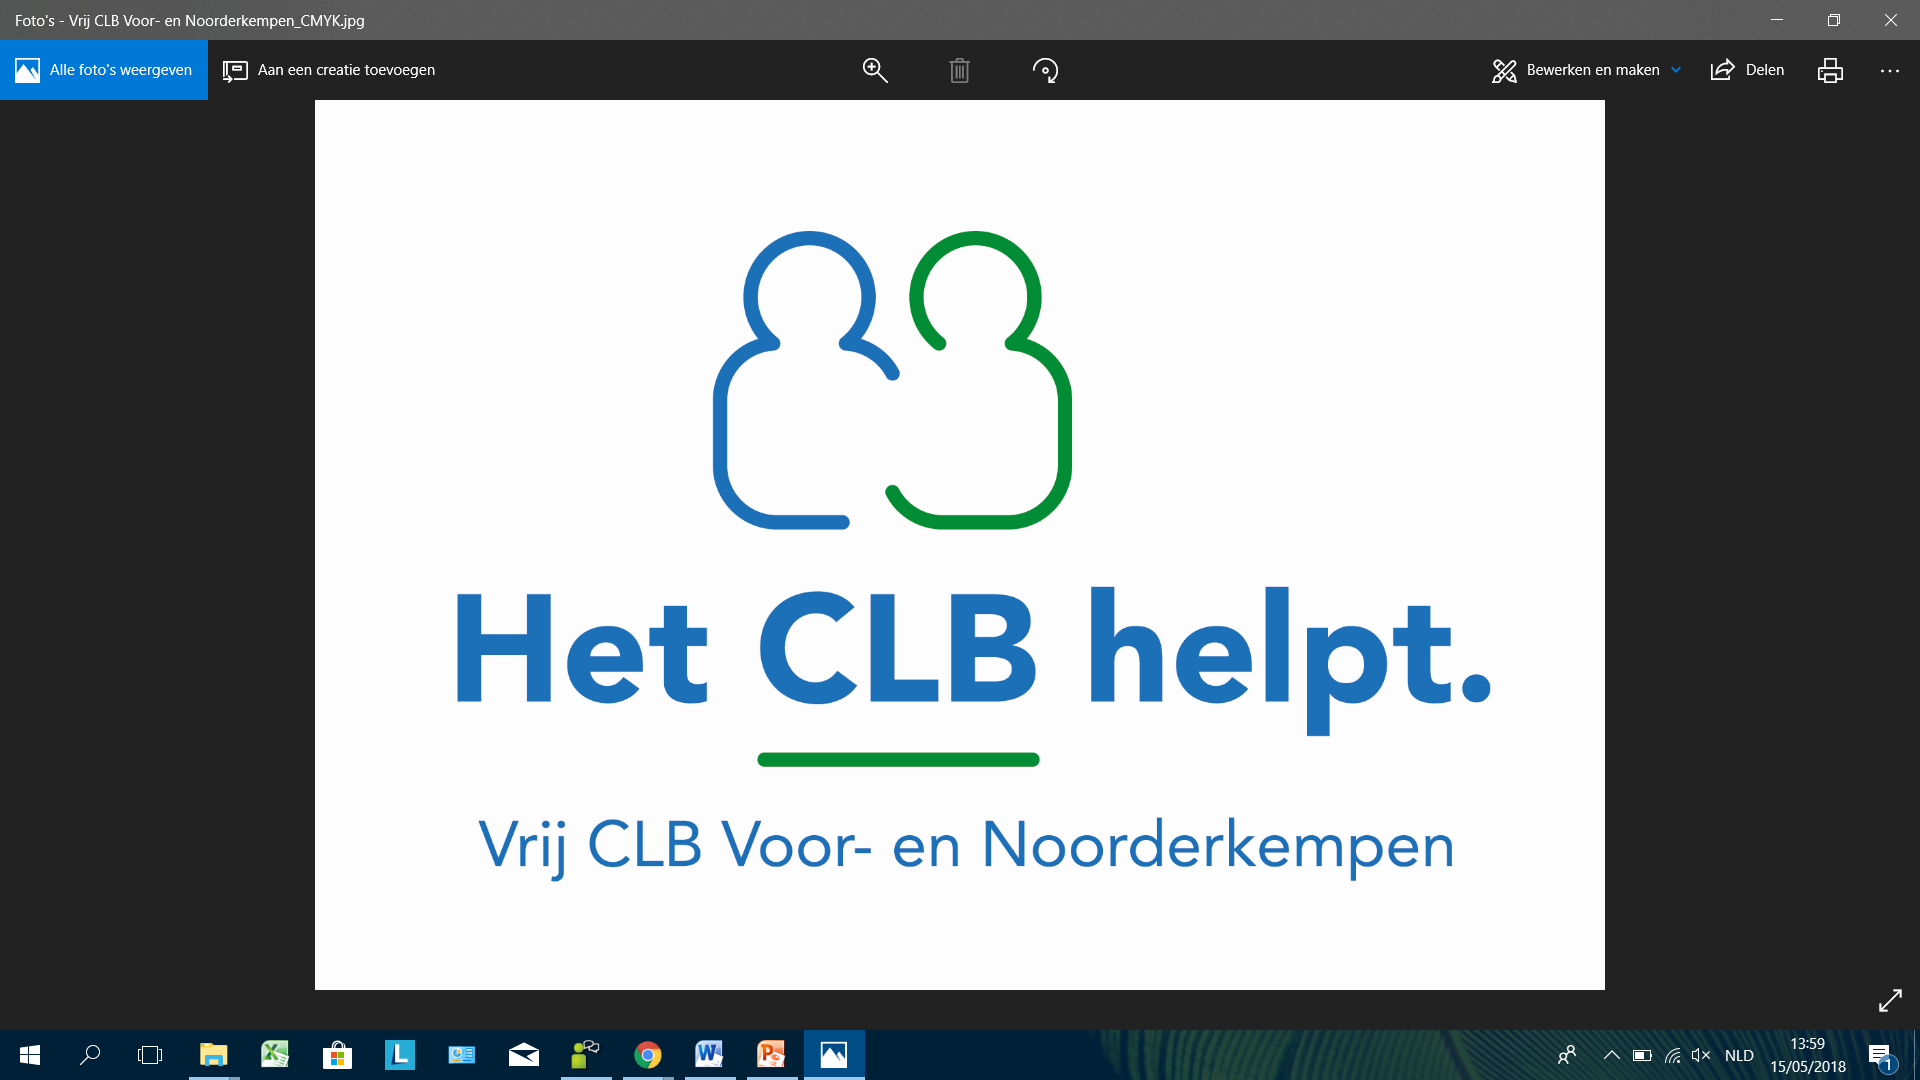 Foto's - Vrij CLB Voor- en Noorderkempen_CMYK.jpg
Alle foto's weergeven
Aan een creatie toevoegen
Bewerken en maken
Delen
Het CLB helpt.
Vrij CLB Voor- en Noorderkempen
NLD
13:59
15/05/2018
1